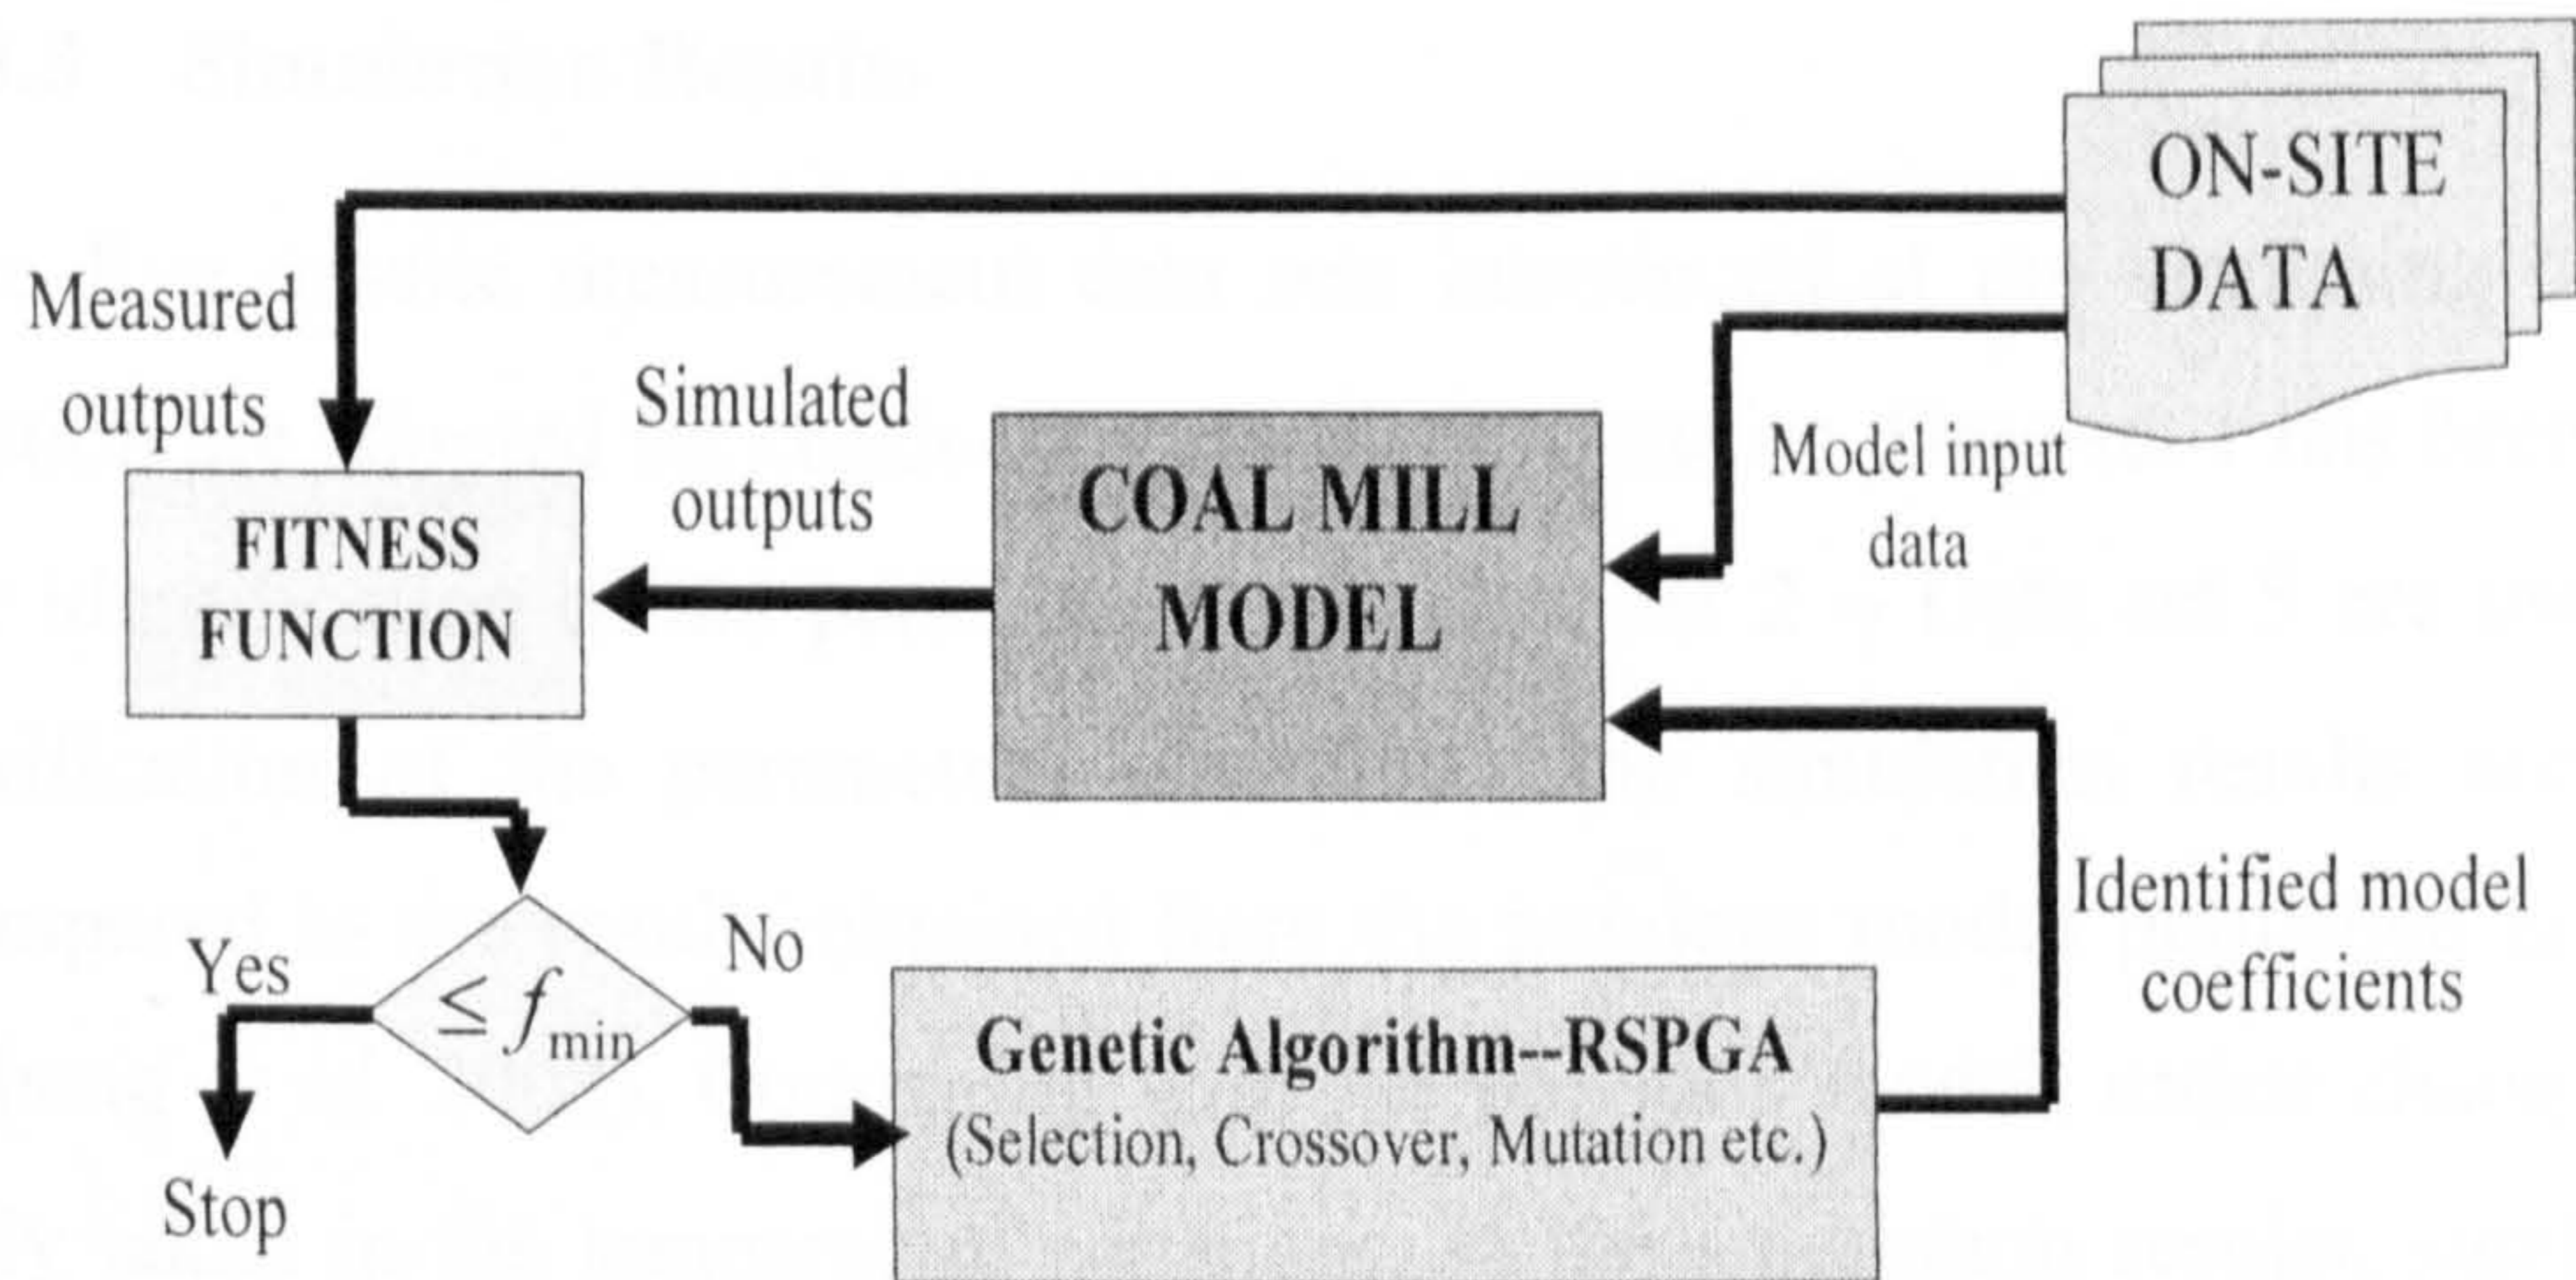 ON-SITE
DATA
Measured
outputs
Simulated
outputs
Model input
data
COAL MILL
MODEL
FITNESS
FUNCTION
Identified model
coefficients
Yes
≤ f min
No
Genetic Algorithm--RSPGA
(Selection, Crossover, Mutation etc.)
Stop